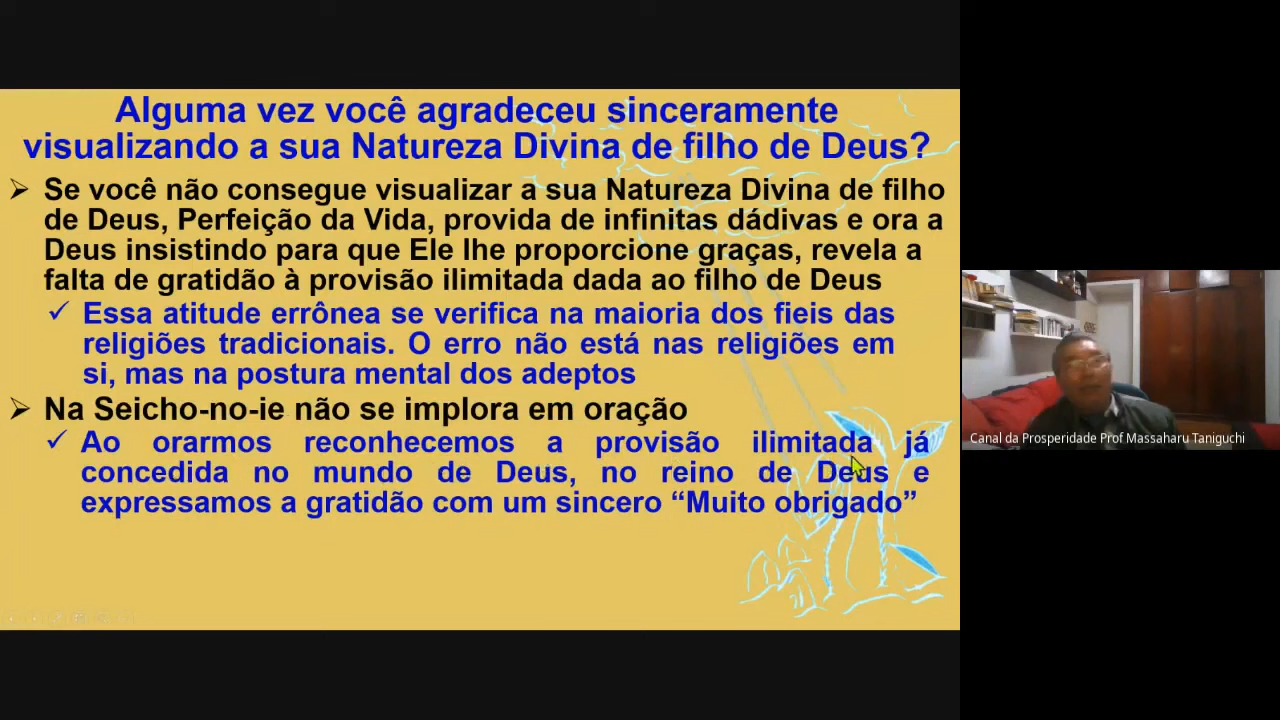 Alguma vez você agradeceu sinceramente
visualizando a sua Natureza Divina de filho de Deus?
➢ Se você não consegue visualizar a sua Natureza Divina de filho
de Deus, Perfeição da Vida, provida de infinitas dádivas e ora a
Deus insistindo para que Ele lhe proporcione graças, revela a
falta de gratidão à provisão ilimitada dada ao filho de Deus
✓ Essa atitude errônea se verifica na maioria dos fieis das
religiões tradicionais. O erro não está nas religiões em
si, mas na postura mental dos adeptos
➢ Na Seicho-no-ie não se implora em oração
✓ Ao orarmos reconhecemos a provisão ilimitada já
concedida no mundo de Deus, no reino de Deus e
expressamos a gratidão com um sincero “Muito obrigado”
Canal da Prosperidade Prof Massaharu Taniguchi